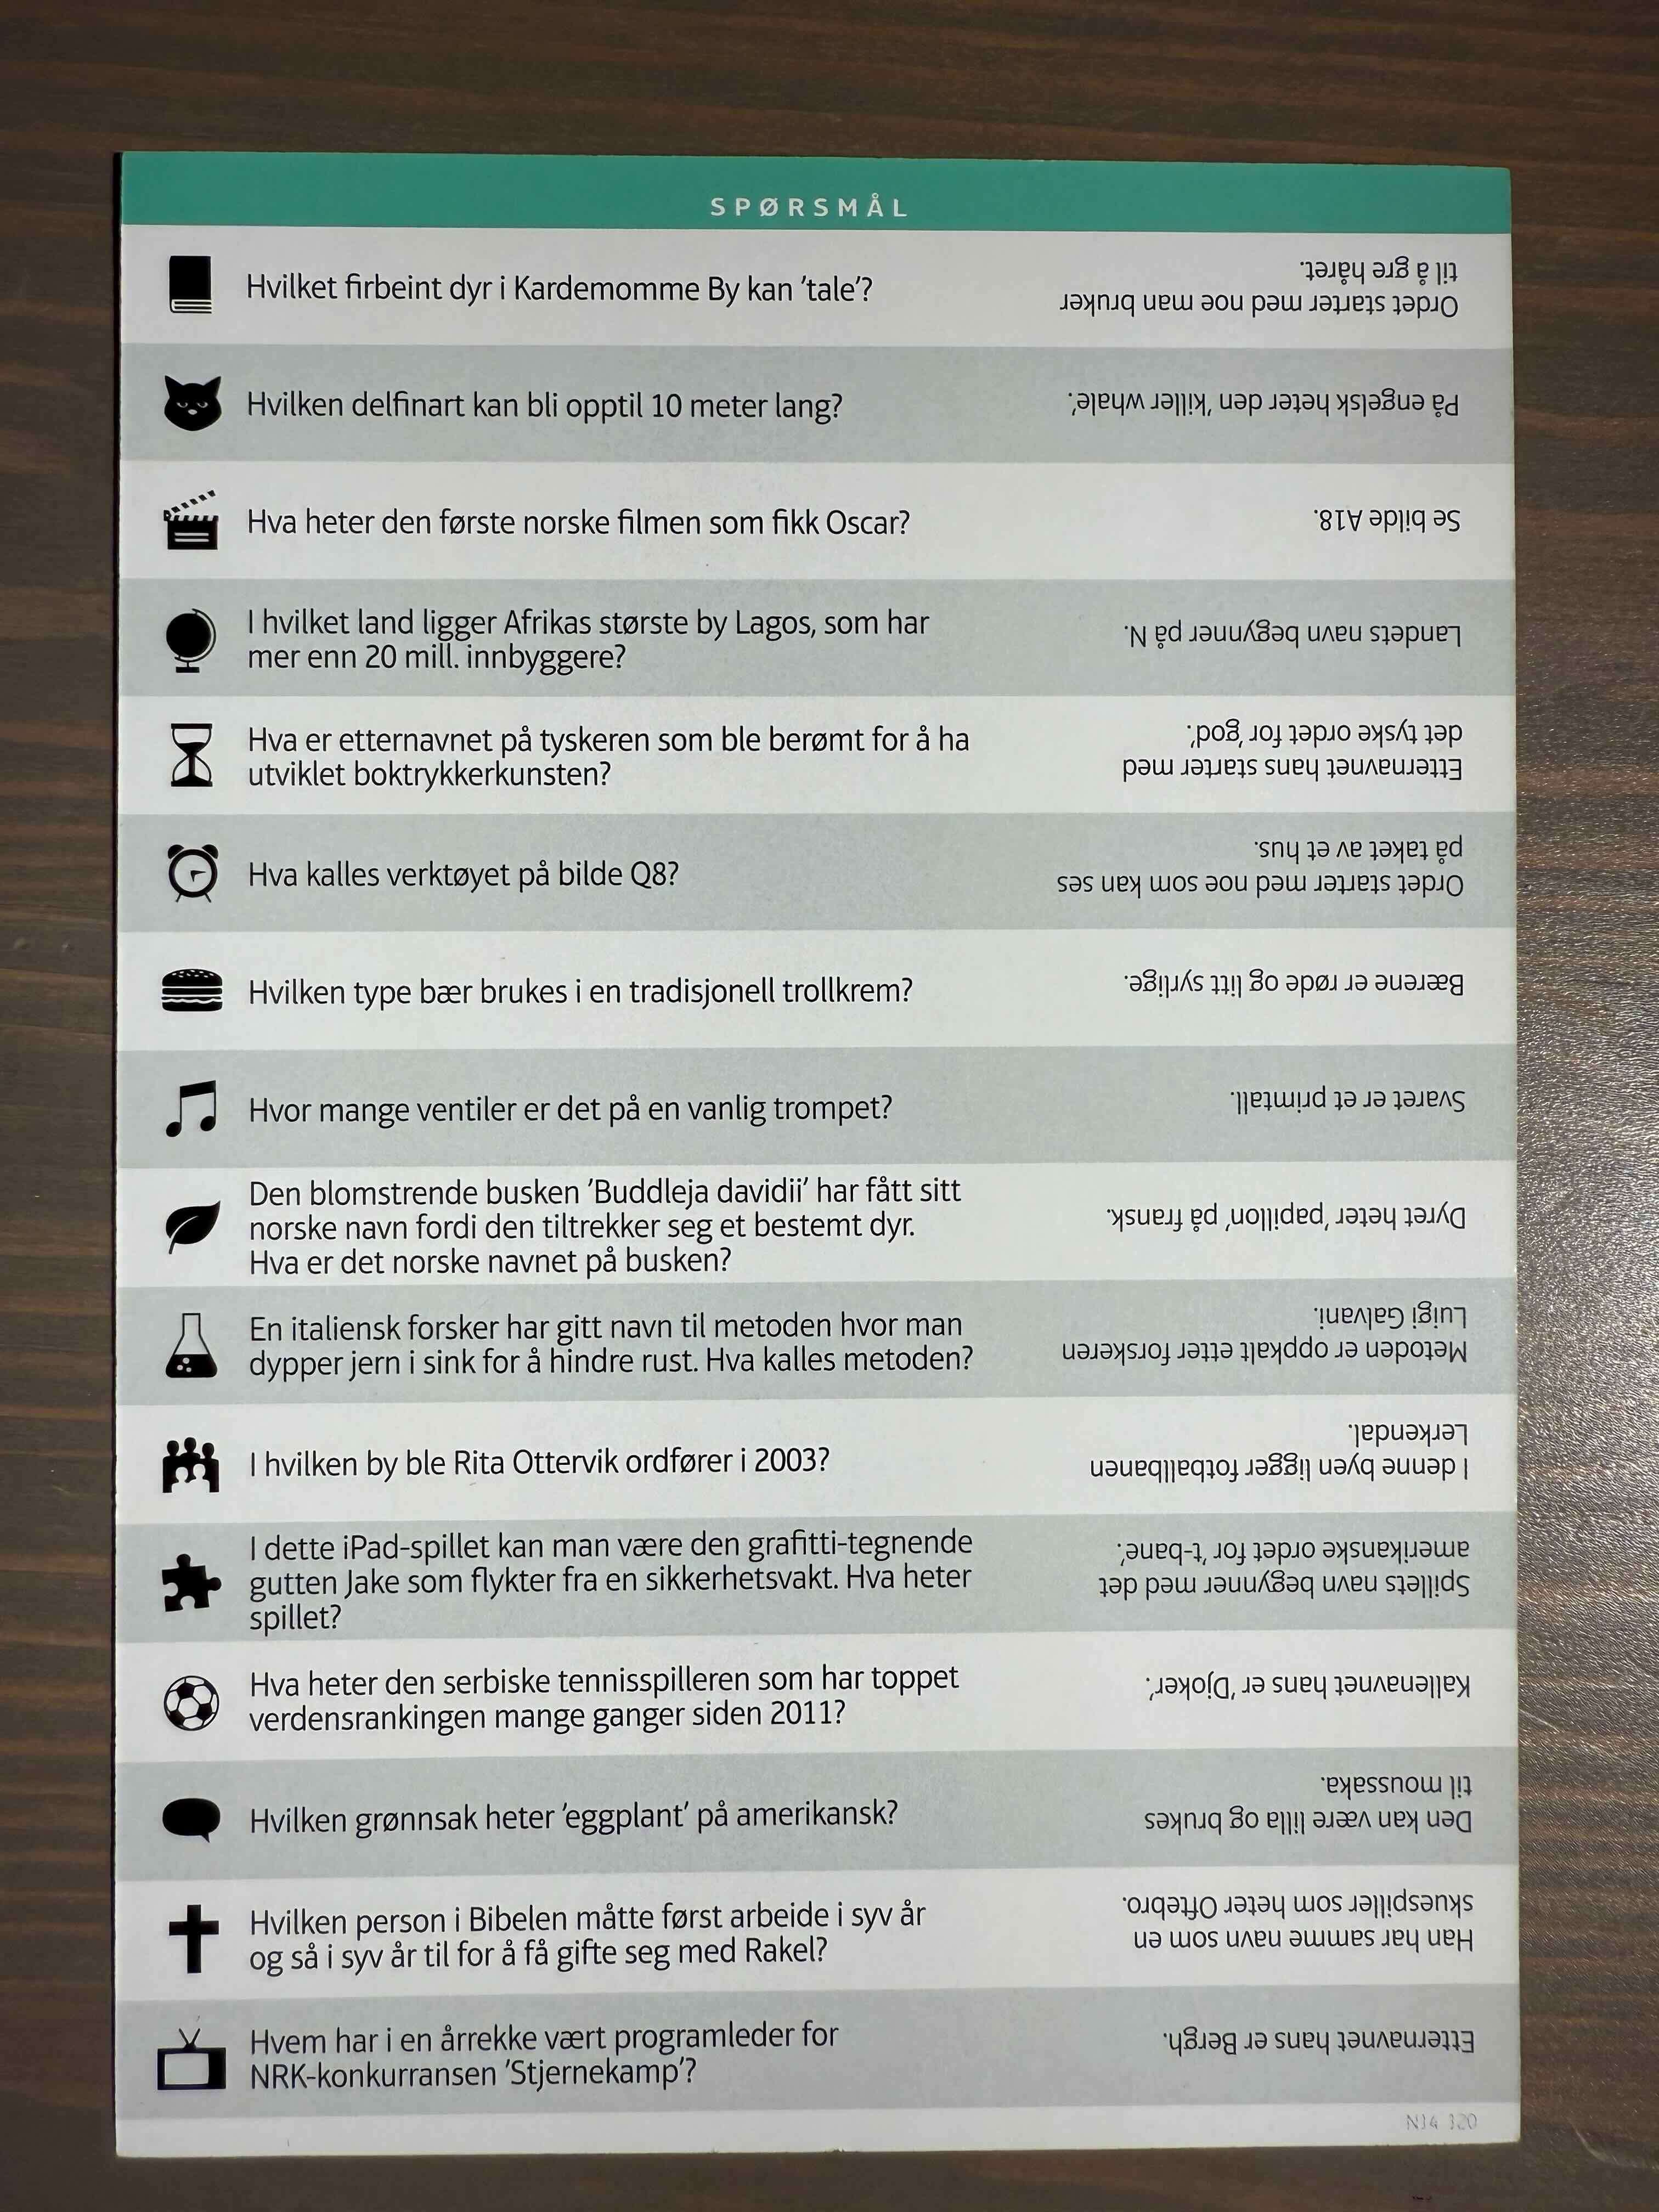 SPØRSMÅL
Hvilket firbeint dyr i Kardemomme By kan 'tale'?
Ordet starter med noe man bruker
til å gre håret.
Hvilken delfinart kan bli opptil 10 meter lang?
På engelsk heter den 'killer whale'.
Hva heter den første norske filmen som fikk Oscar?
Se bilde A18.
I hvilket land ligger Afrikas største by Lagos, som har
mer enn 20 mill. innbyggere?
Landets navn begynner på N.
Hva er etternavnet på tyskeren som ble berømt for å ha
utviklet boktrykkerkunsten?
Etternavnet hans starter med
det tyske ordet for 'god'.
Hva kalles verktøyet på bilde Q8?
Ordet starter med noe som kan ses
på taket av et hus.
Hvilken type bær brukes i en tradisjonell trollkrem?
Bærene er røde og litt syrlige.
Hvor mange ventiler er det på en vanlig trompet?
Svaret er et primtall.
Den blomstrende busken 'Buddleja davidii' har fått sitt
norske navn fordi den tiltrekker seg et bestemt dyr.
Hva er det norske navnet på busken?
Dyret heter 'papillon' på fransk.
En italiensk forsker har gitt navn til metoden hvor man
dypper jern i sink for å hindre rust. Hva kalles metoden?
Metoden er oppkalt etter forskeren
Luigi Galvani.
I hvilken by ble Rita Ottervik ordfører i 2003?
I denne byen ligger fotballbanen
Lerkendal.
I dette iPad-spillet kan man være den grafitti-tegnende
gutten Jake som flykter fra en sikkerhetsvakt. Hva heter
spillet?
Spillets navn begynner med det
amerikanske ordet for 't-bane'.
Hva heter den serbiske tennisspilleren som har toppet
verdensrankingen mange ganger siden 2011?
Kallenavnet hans er 'Djoker'.
Hvilken grønnsak heter 'eggplant' på amerikansk?
Den kan være lilla og brukes
til moussaka.
Hvilken person i Bibelen måtte først arbeide i syv år
og så i syv år til for å få gifte seg med Rakel?
Han har samme navn som en
skuespiller som heter Oftebro.
Hvem har i en årrekke vært programleder for
NRK-konkurransen 'Stjernekamp'?
Etternavnet hans er Bergh.
N14 120